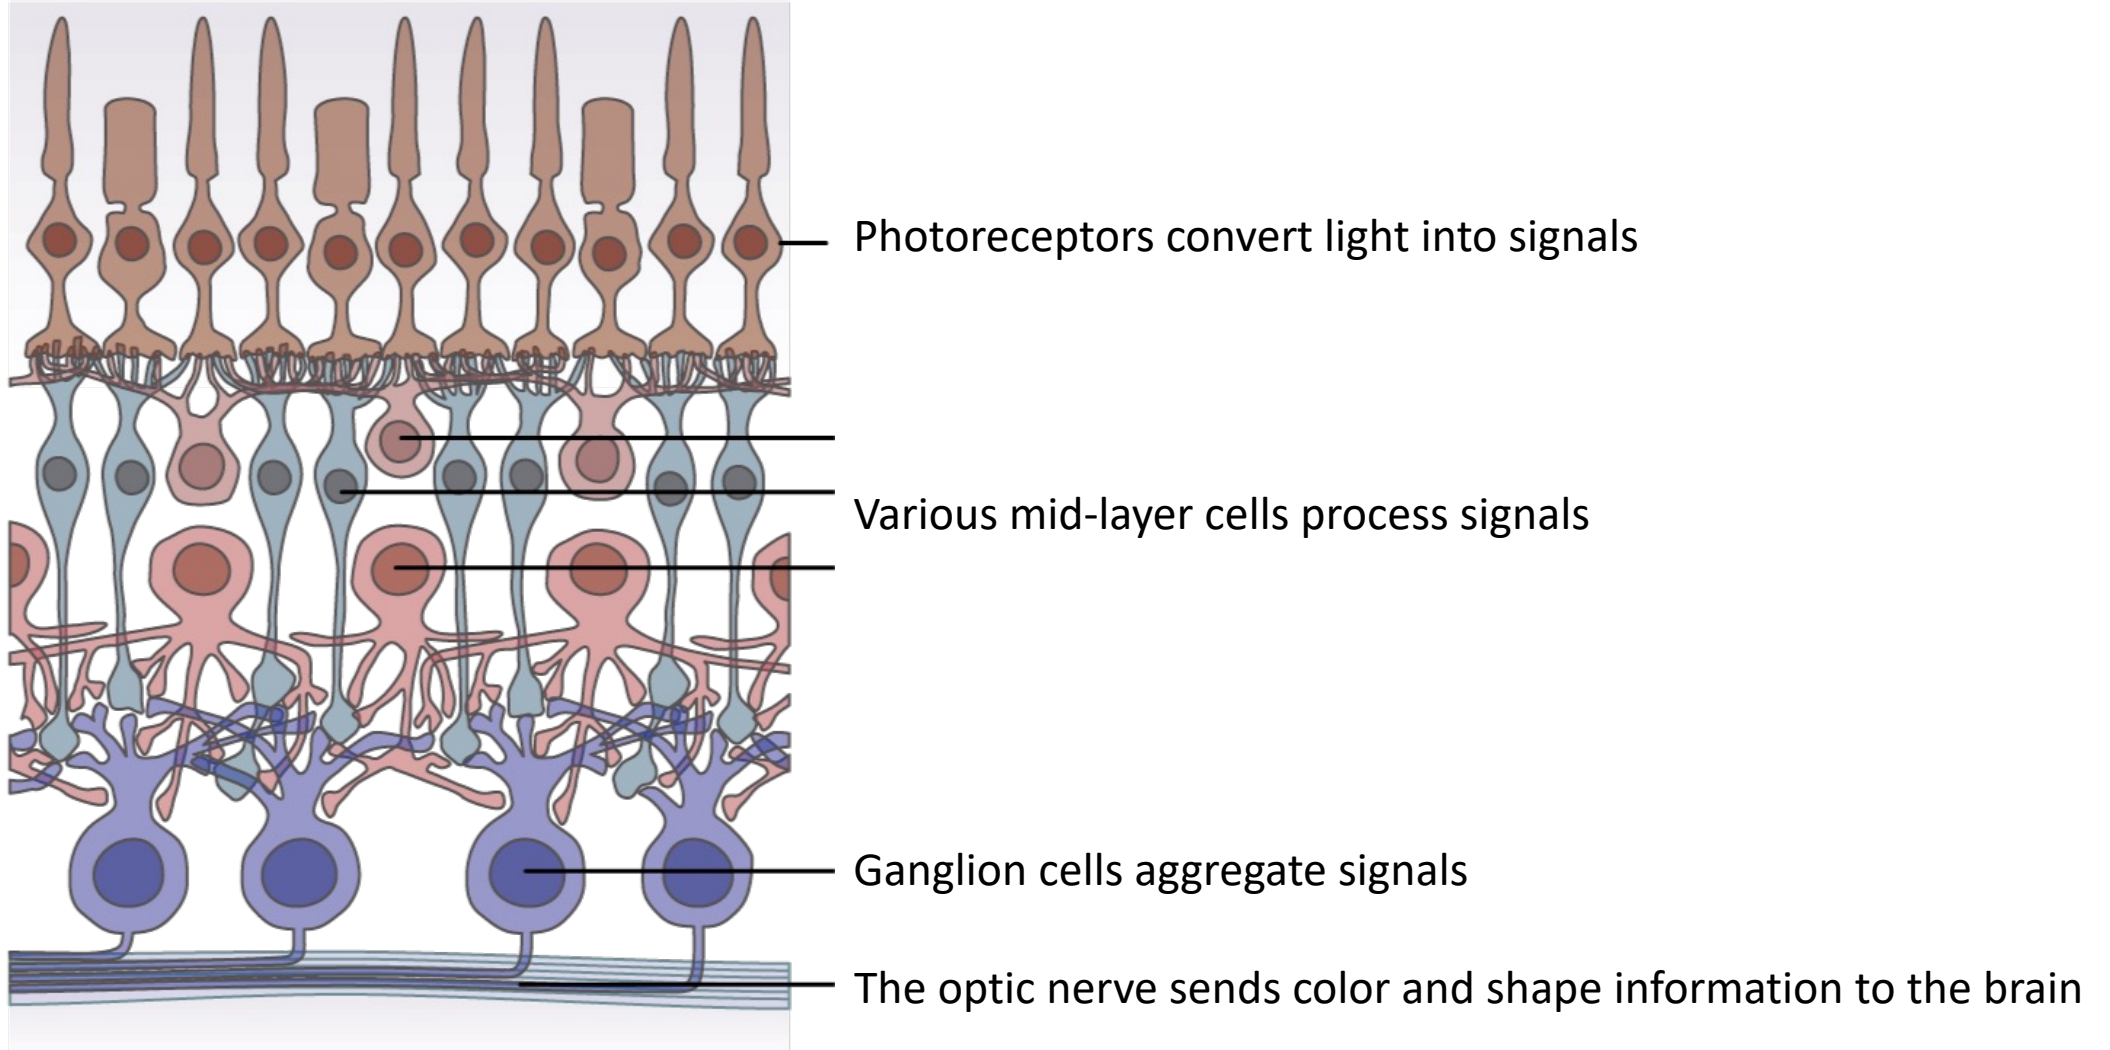 Photoreceptors convert light into signals
Various mid-layer cells process signals
Ganglion cells aggregate signals
The optic nerve sends color and shape information to the brain